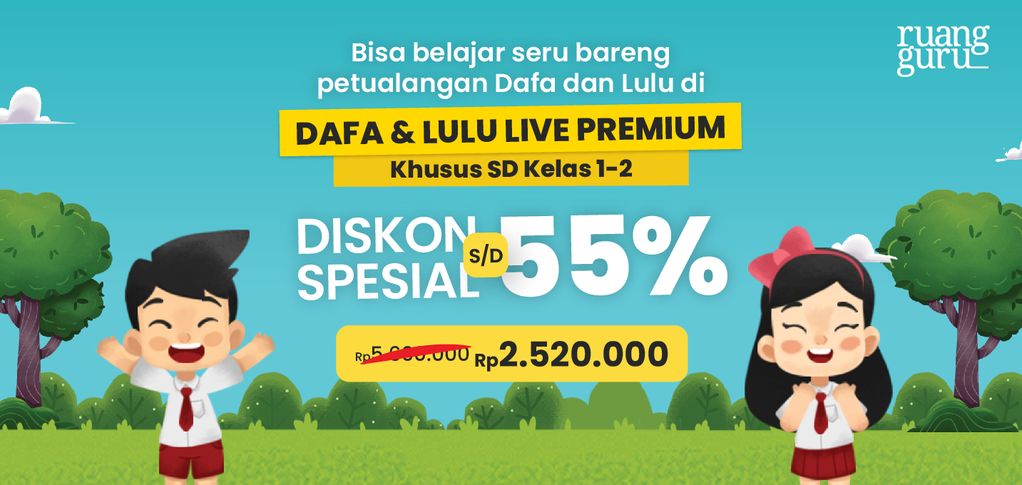 ruang
guru
Bisa belajar seru bareng
petualangan Dafa dan Lulu di
DAFA & LULU LIVE PREMIUM
Khusus SD Kelas 1-2
DISKON
SPESIAL
S/D
55%
Rp2.520.000